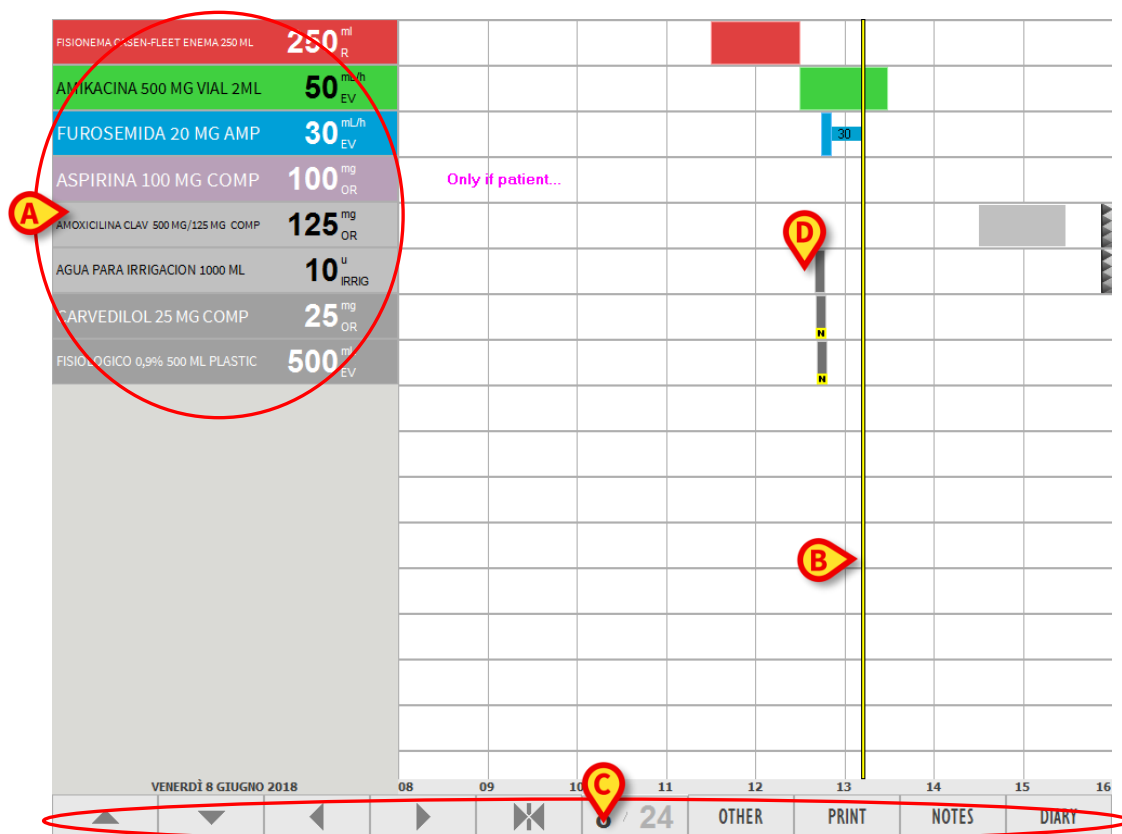 FISIONEMA CASEN-FLEET ENEMA 250 ML 250 ml R
AMIKACINA 500 MG VIAL 2ML 50 mL/h EV
FUROSEMIDA 20 MG AMP 30 mL/h EV 30
ASPIRINA 100 MG COMP 100 mg OR Only if patient...
A
AMOXICILINA CLAV 500 MG/125 MG COMP 125 mg OR
D
AGUA PARA IRRIGACION 1000 ML 10 u IRRIG
CARVEDILOL 25 MG COMP 25 mg OR N
FISIOLOGICO 0,9% 500 ML PLASTIC 500 ml EV N
B
VENERDÌ 8 GIUGNO 2018 08 09 10 11 12 13 14 15 16
C
8 / 24 OTHER PRINT NOTES DIARY